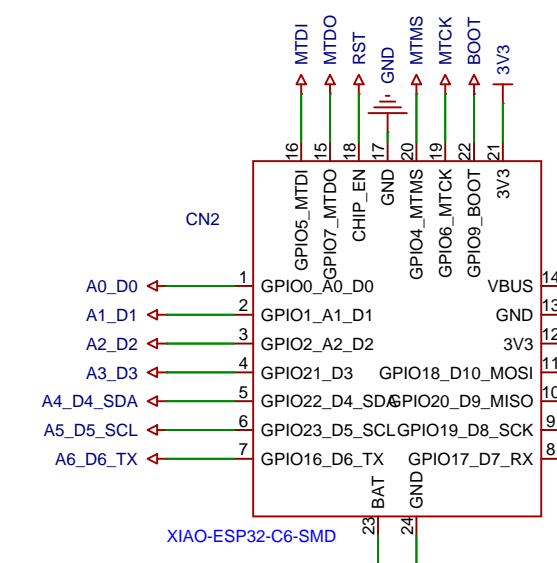 MTDI
MTDO
RST
GND
MTMS
MTCK
BOOT
3V3
16
15
18
17
20
19
22
21
GPIO5_MTDI
GPIO7_MTDO
CHIP_EN
GND
GPIO4_MTMS
GPIO6_MTCK
GPIO9_BOOT
3V3
CN2
A0_D0 1 GPIO0_A0_D0 VBUS 14
A1_D1 2 GPIO1_A1_D1 GND 13
A2_D2 3 GPIO2_A2_D2 3V3 12
A3_D3 4 GPIO21_D3 GPIO18_D10_MOSI 11
A4_D4_SDA 5 GPIO22_D4_SDA GPIO20_D9_MISO 10
A5_D5_SCL 6 GPIO23_D5_SCL GPIO19_D8_SCK 9
A6_D6_TX 7 GPIO16_D6_TX GPIO17_D7_RX 8
BAT
GND
23
24
XIAO-ESP32-C6-SMD